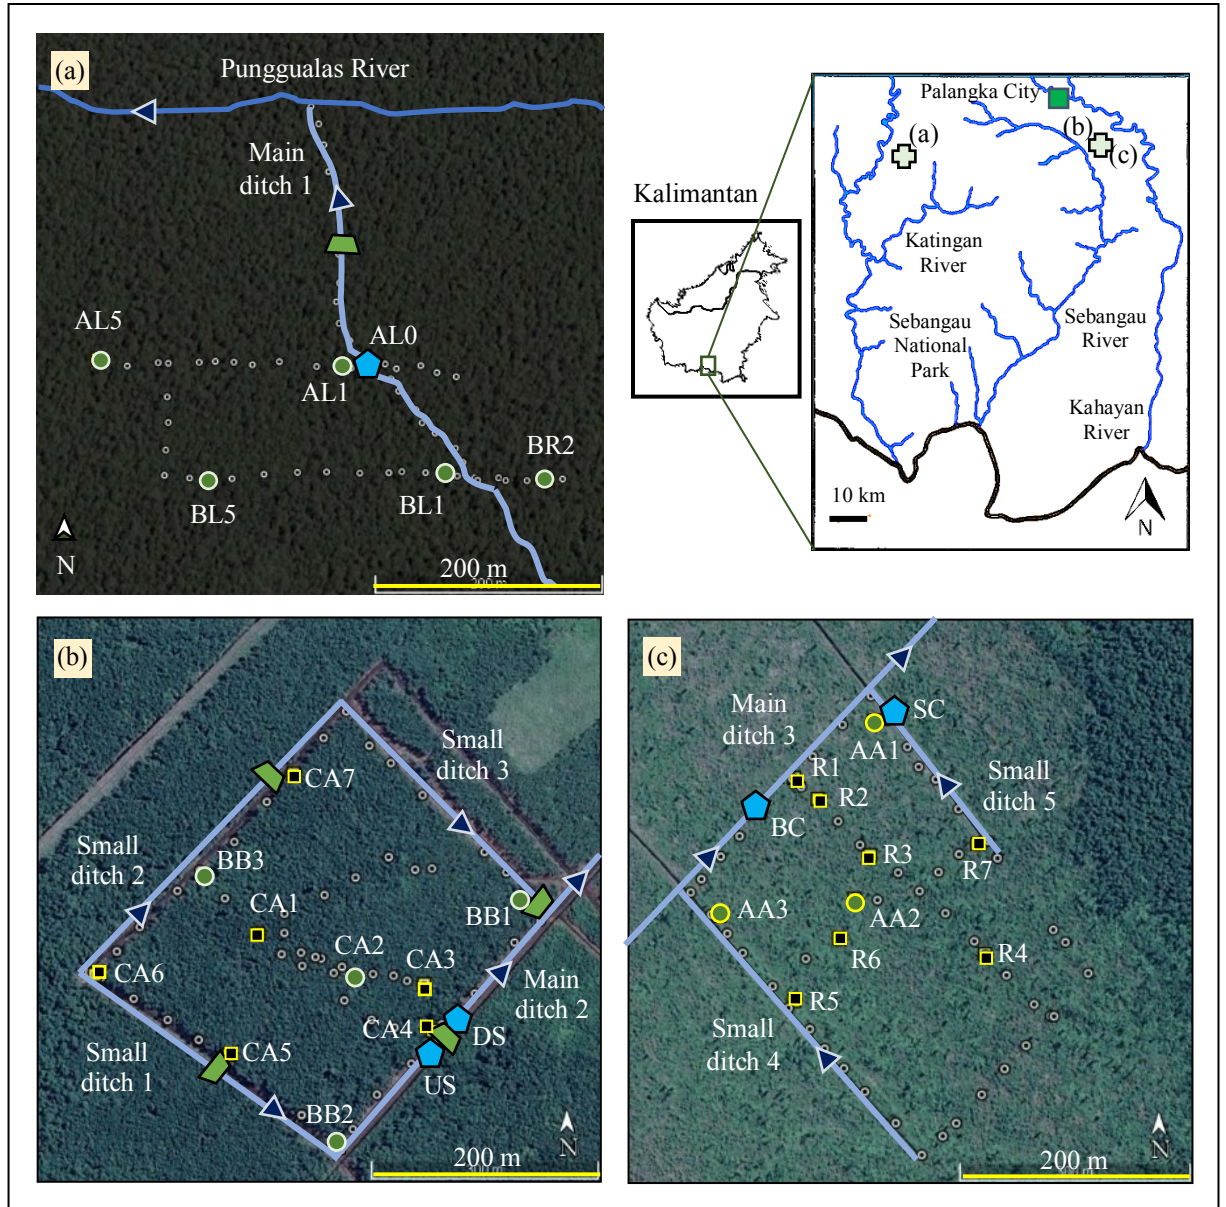 (a)
Punggualas River
Main
ditch 1
AL5
AL0
AL1
BL5
BL1
BR2
N
200 m
Kalimantan
Palangka City
(a)
(b)
(c)
Katingan
River
Sebangau
National
Park
Sebangau
River
Kahayan
River
10 km
N
(b)
Small
ditch 3
CA7
Small
ditch 2
BB3
CA1
BB1
CA2
CA3
CA6
Main
ditch 2
CA4
DS
CA5
Small
ditch 1
US
BB2
N
200 m
(c)
SC
Main
ditch 3
AA1
R1
R2
Small
ditch 5
BC
R3
R7
AA3
AA2
R6
R4
R5
Small
ditch 4
N
200 m